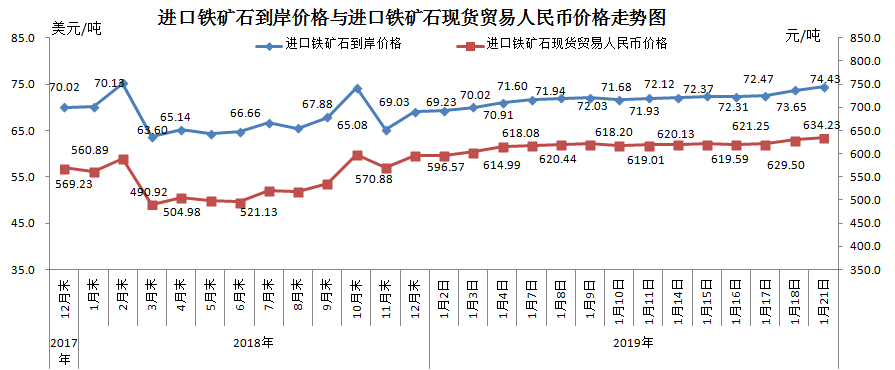 进口铁矿石到岸价格与进口铁矿石现货贸易人民币价格走势图
美元/吨
元/吨
进口铁矿石到岸价格
进口铁矿石现货贸易人民币价格
85.0
75.0
65.0
55.0
45.0
35.0
850.0
800.0
750.0
700.0
650.0
600.0
550.0
500.0
450.0
400.0
350.0
70.02
70.13
63.60
65.14
66.66
67.88
65.08
69.03
69.23
70.02
70.91
71.60
71.94
72.03
71.68
71.93
72.12
72.37
72.31
72.47
73.65
74.43
569.23
560.89
490.92
504.98
521.13
570.88
596.57
614.99
618.08
620.44
618.20
619.01
620.13
619.59
621.25
629.50
634.23
12月末
1月末
2月末
3月末
4月末
5月末
6月末
7月末
8月末
9月末
10月末
11月末
12月末
1月2日
1月3日
1月4日
1月7日
1月8日
1月9日
1月10日
1月11日
1月14日
1月15日
1月16日
1月17日
1月18日
1月21日
2017
年
2018年
2019年